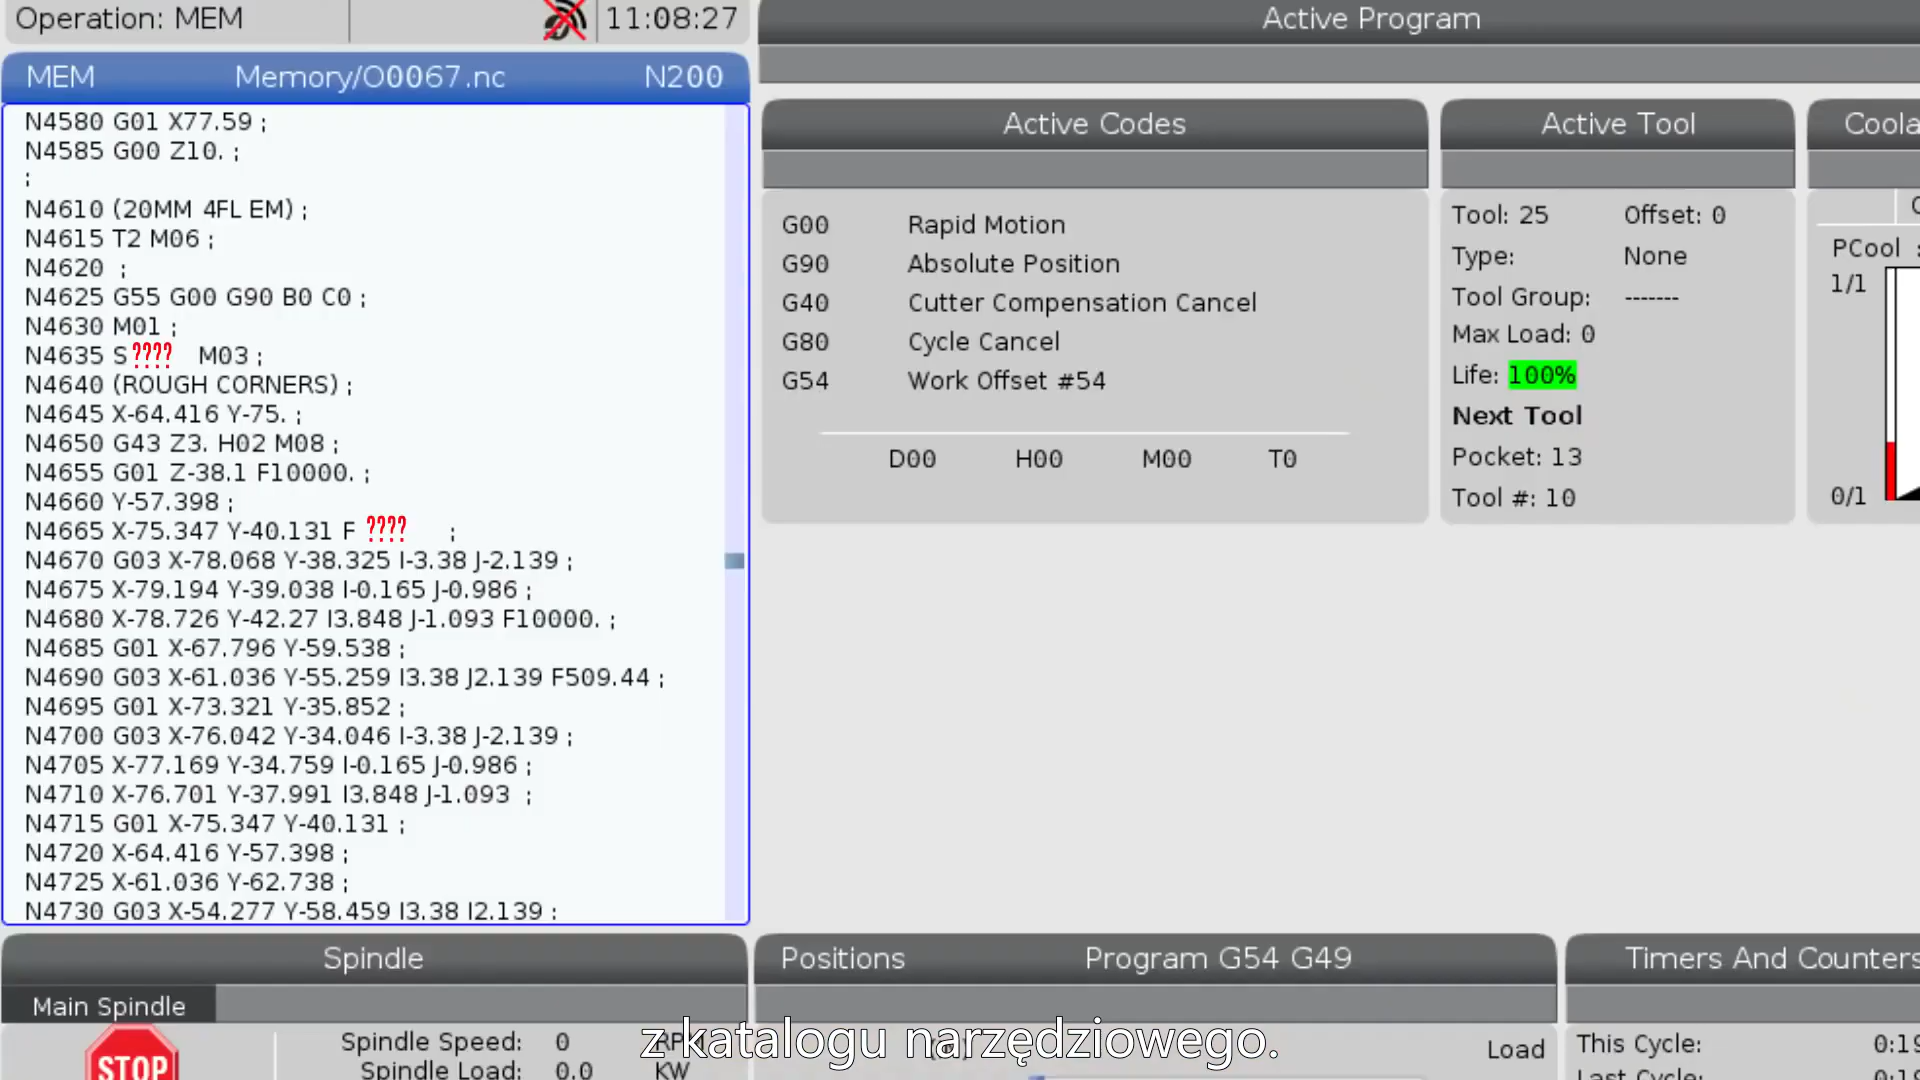 Operation: MEM
11:08:27
MEM Memory/O0067.nc N200
N4580 G01 X77.59 ;
N4585 G00 Z10. ;
;
N4610 (20MM 4FL EM) ;
N4615 T2 M06 ;
N4620 ;
N4625 G55 G00 G90 B0 C0 ;
N4630 M01 ;
N4635 S???? M03 ;
N4640 (ROUGH CORNERS) ;
N4645 X-64.416 Y-75. ;
N4650 G43 Z3. H02 M08 ;
N4655 G01 Z-38.1 F10000. ;
N4660 Y-57.398 ;
N4665 X-75.347 Y-40.131 F ???? ;
N4670 G03 X-78.068 Y-38.325 I-3.38 J-2.139 ;
N4675 X-79.194 Y-39.038 I-0.165 J-0.986 ;
N4680 X-78.726 Y-42.27 I3.848 J-1.093 F10000. ;
N4685 G01 X-67.796 Y-59.538 ;
N4690 G03 X-61.036 Y-55.259 I3.38 J2.139 F509.44 ;
N4695 G01 X-73.321 Y-35.852 ;
N4700 G03 X-76.042 Y-34.046 I-3.38 J-2.139 ;
N4705 X-77.169 Y-34.759 I-0.165 J-0.986 ;
N4710 X-76.701 Y-37.991 I3.848 J-1.093 ;
N4715 G01 X-75.347 Y-40.131 ;
N4720 X-64.416 Y-57.398 ;
N4725 X-61.036 Y-62.738 ;
N4730 G03 X-54.277 Y-58.459 I3.38 J2.139 ;
Active Program
Active Codes
G00 Rapid Motion
G90 Absolute Position
G40 Cutter Compensation Cancel
G80 Cycle Cancel
G54 Work Offset #54
D00 H00 M00 T0
Active Tool
Tool: 25 Offset: 0
Type: None
Tool Group: -------
Max Load: 0
Life: 100%
Next Tool
Pocket: 13
Tool #: 10
Coola
PCool :
1/1
0/1
Spindle
Main Spindle
STOP
Spindle Speed: 0 RPM
Spindle Load: 0.0 KW
Positions Program G54 G49
Load
Timers And Counters
This Cycle: 0:19
Last Cycle: 0:19
z katalogu narzędziowego.